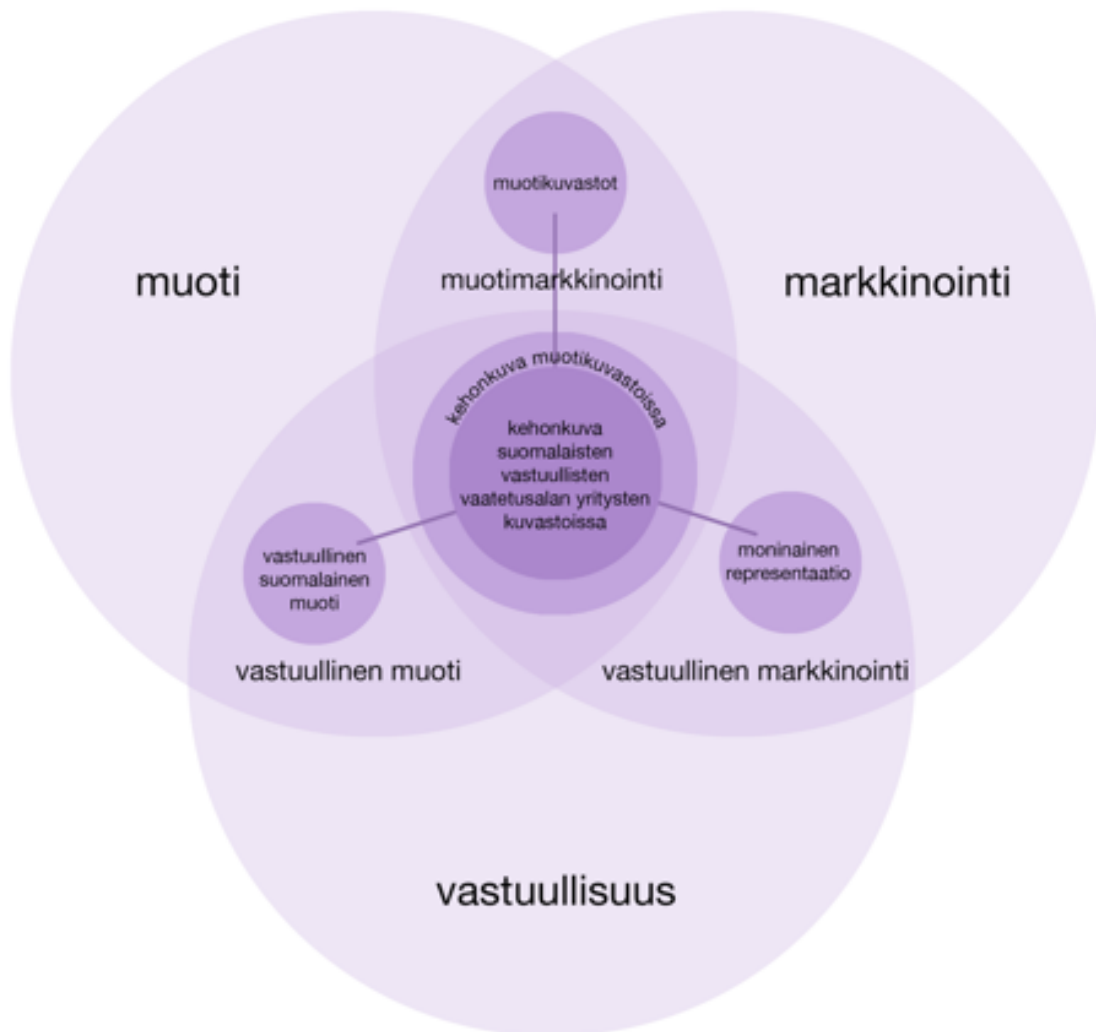 muotikuvastot
muoti
muotimarkkinointi
markkinointi
kehonkuva muotikuvastoissa
kehonkuva
suomalaisten
vastuullisten
vaatetusalan yritysten
kuvastoissa
vastuullinen
suomalainen
muoti
moninainen
representaatio
vastuullinen muoti
vastuullinen markkinointi
vastuullisuus